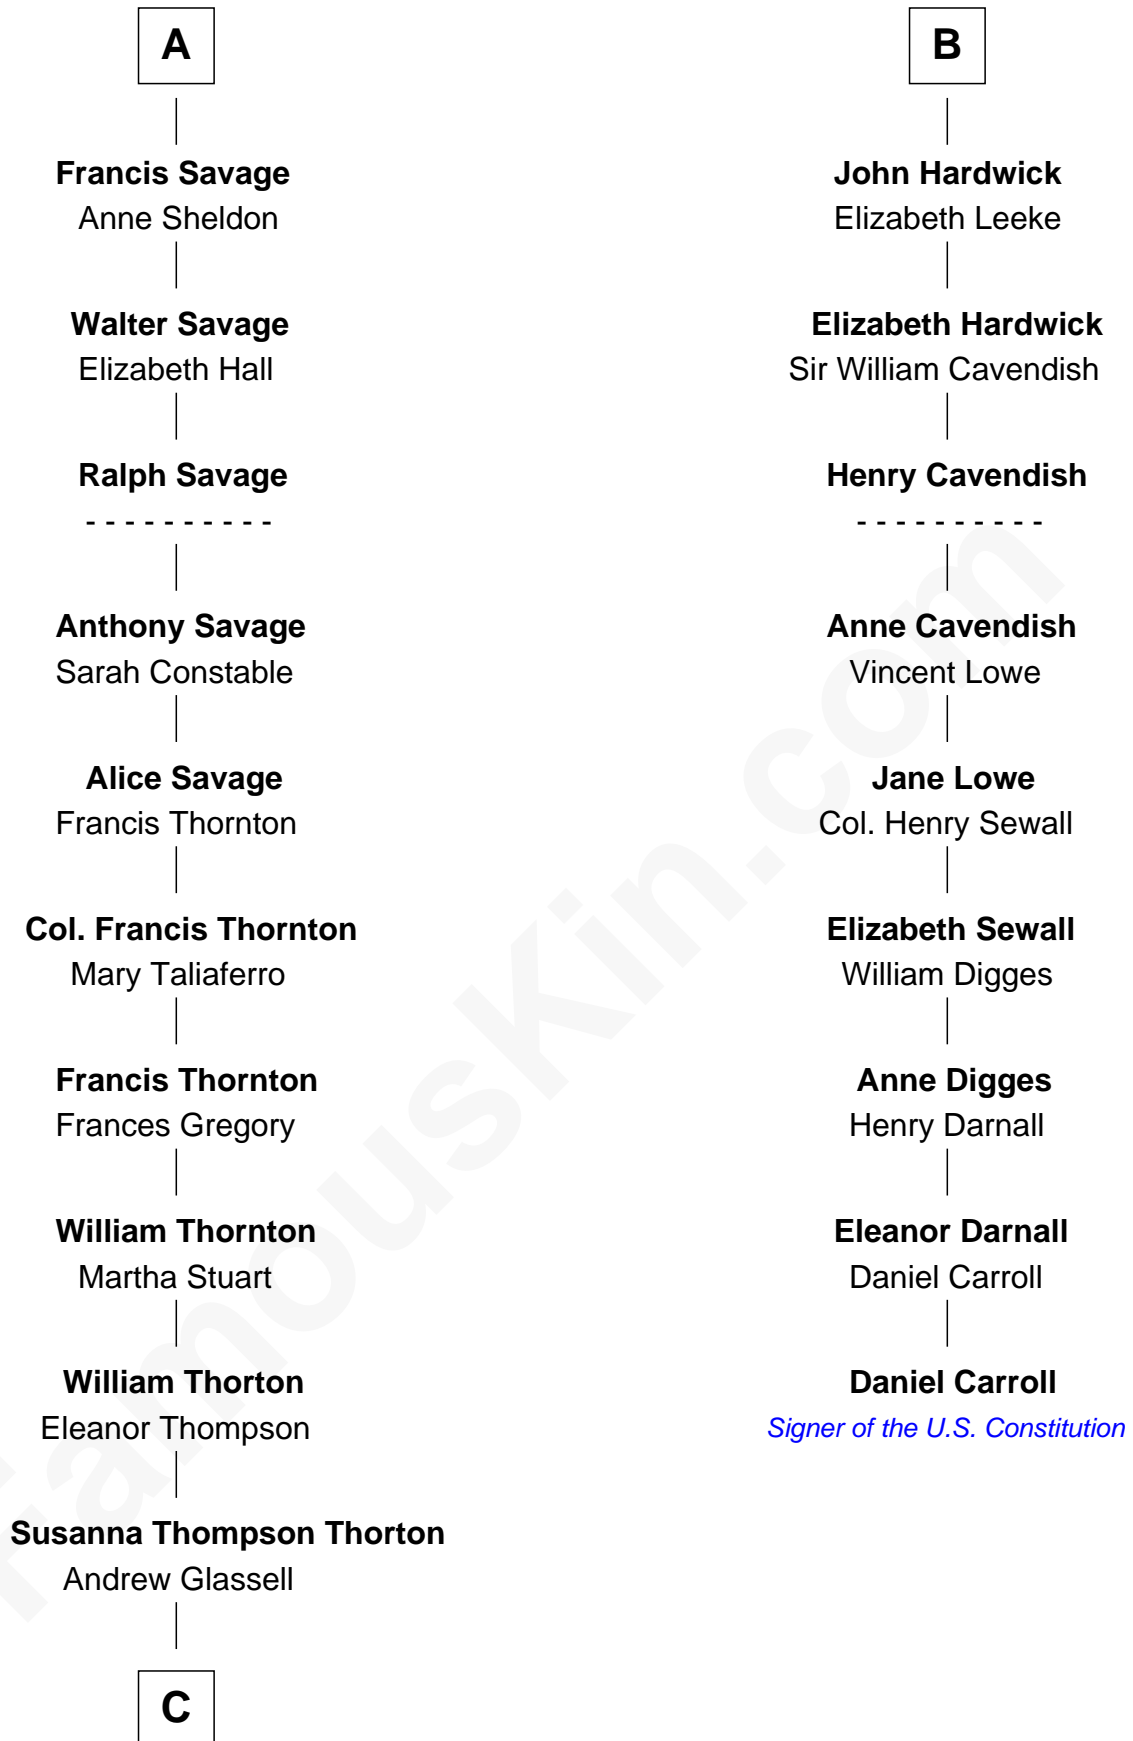 A
Francis Savage
Anne Sheldon
Walter Savage
Elizabeth Hall
Ralph Savage
- - - - - - - - - -
Anthony Savage
Sarah Constable
Alice Savage
Francis Thornton
Col. Francis Thornton
Mary Taliaferro
Francis Thornton
Frances Gregory
William Thornton
Martha Stuart
William Thorton
Eleanor Thompson
Susanna Thompson Thorton
Andrew Glassell
C
B
John Hardwick
Elizabeth Leeke
Elizabeth Hardwick
Sir William Cavendish
Henry Cavendish
- - - - - - - - - -
Anne Cavendish
Vincent Lowe
Jane Lowe
Col. Henry Sewall
Elizabeth Sewall
William Digges
Anne Digges
Henry Darnall
Eleanor Darnall
Daniel Carroll
Daniel Carroll
Signer of the U.S. Constitution
FamousKin.com